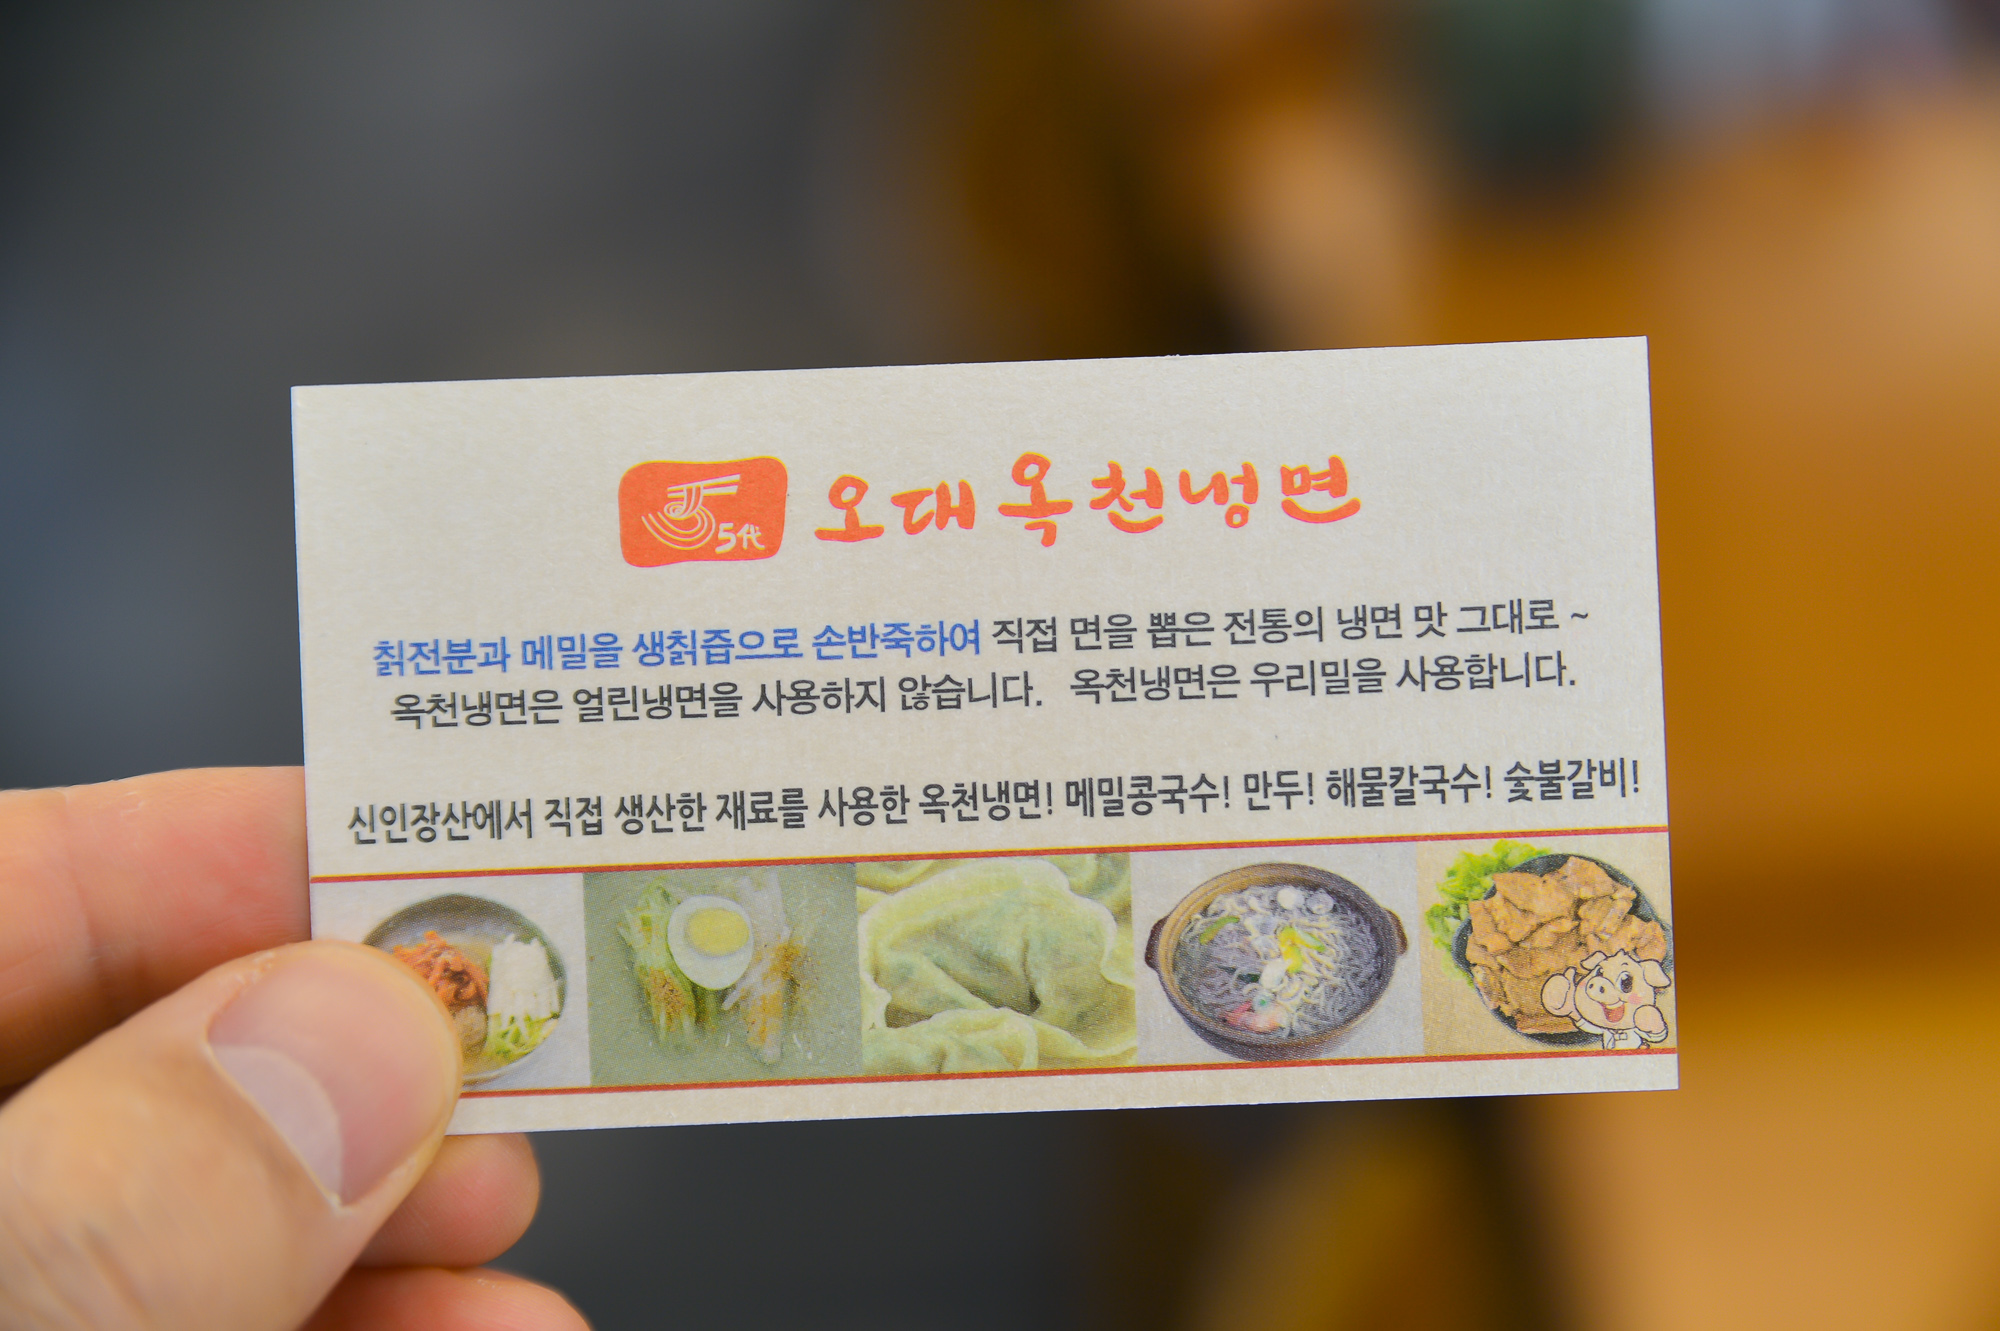 5代 오대옥천냉면
칡전분과 메밀을 생칡즙으로 손반죽하여 직접 면을 뽑은 전통의 냉면 맛 그대로 ~
옥천냉면은 얼린냉면을 사용하지 않습니다. 옥천냉면은 우리밀을 사용합니다.
신인장산에서 직접 생산한 재료를 사용한 옥천냉면! 메밀콩국수! 만두! 해물칼국수! 숯불갈비!